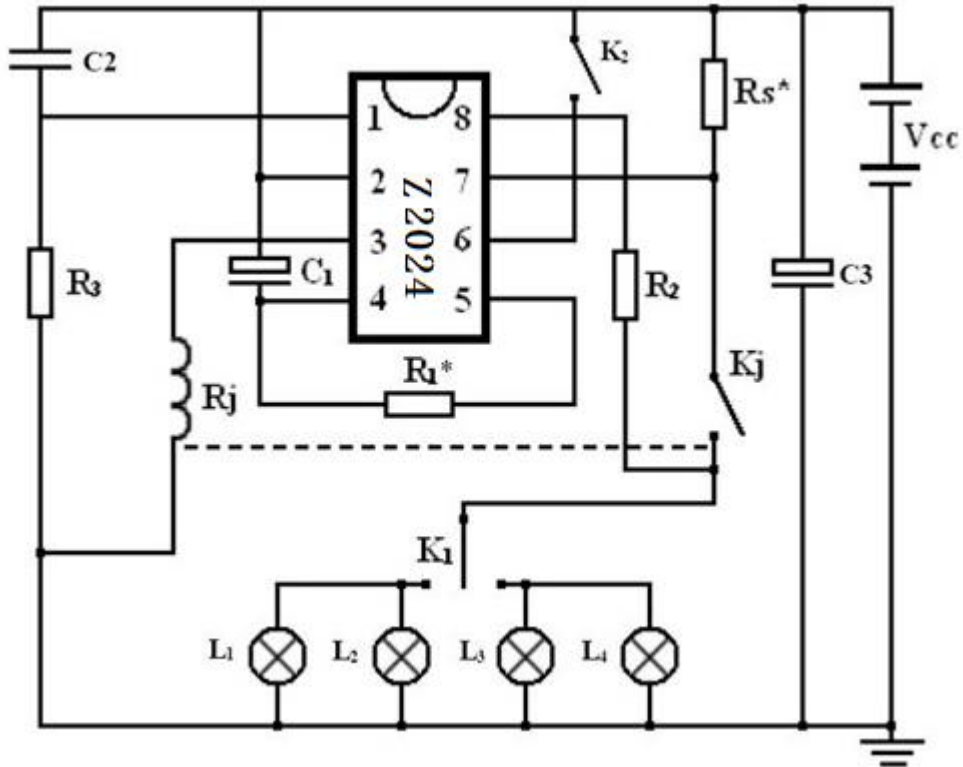 C2
K₂
Rs*
Vcc
1 8
2 7
3 6
4 5
Z2024
R₃
C₁
R₂
C3
R₁*
Rj
Kj
K₁
L₁
L₂
L₃
L₄